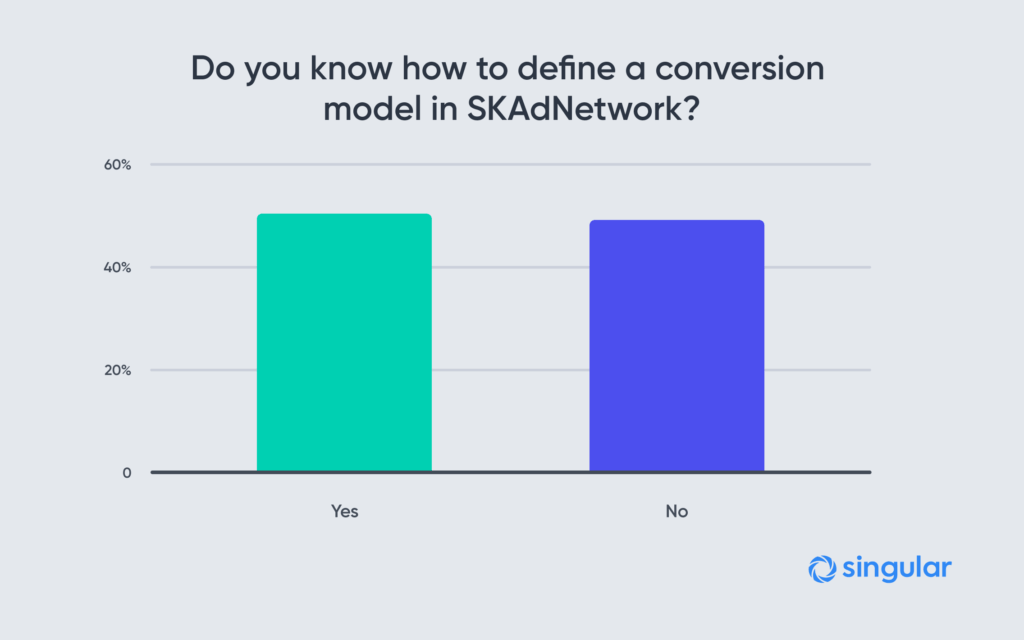 Do you know how to define a conversion
model in SKAdNetwork?
60%
40%
20%
0
Yes
No
singular